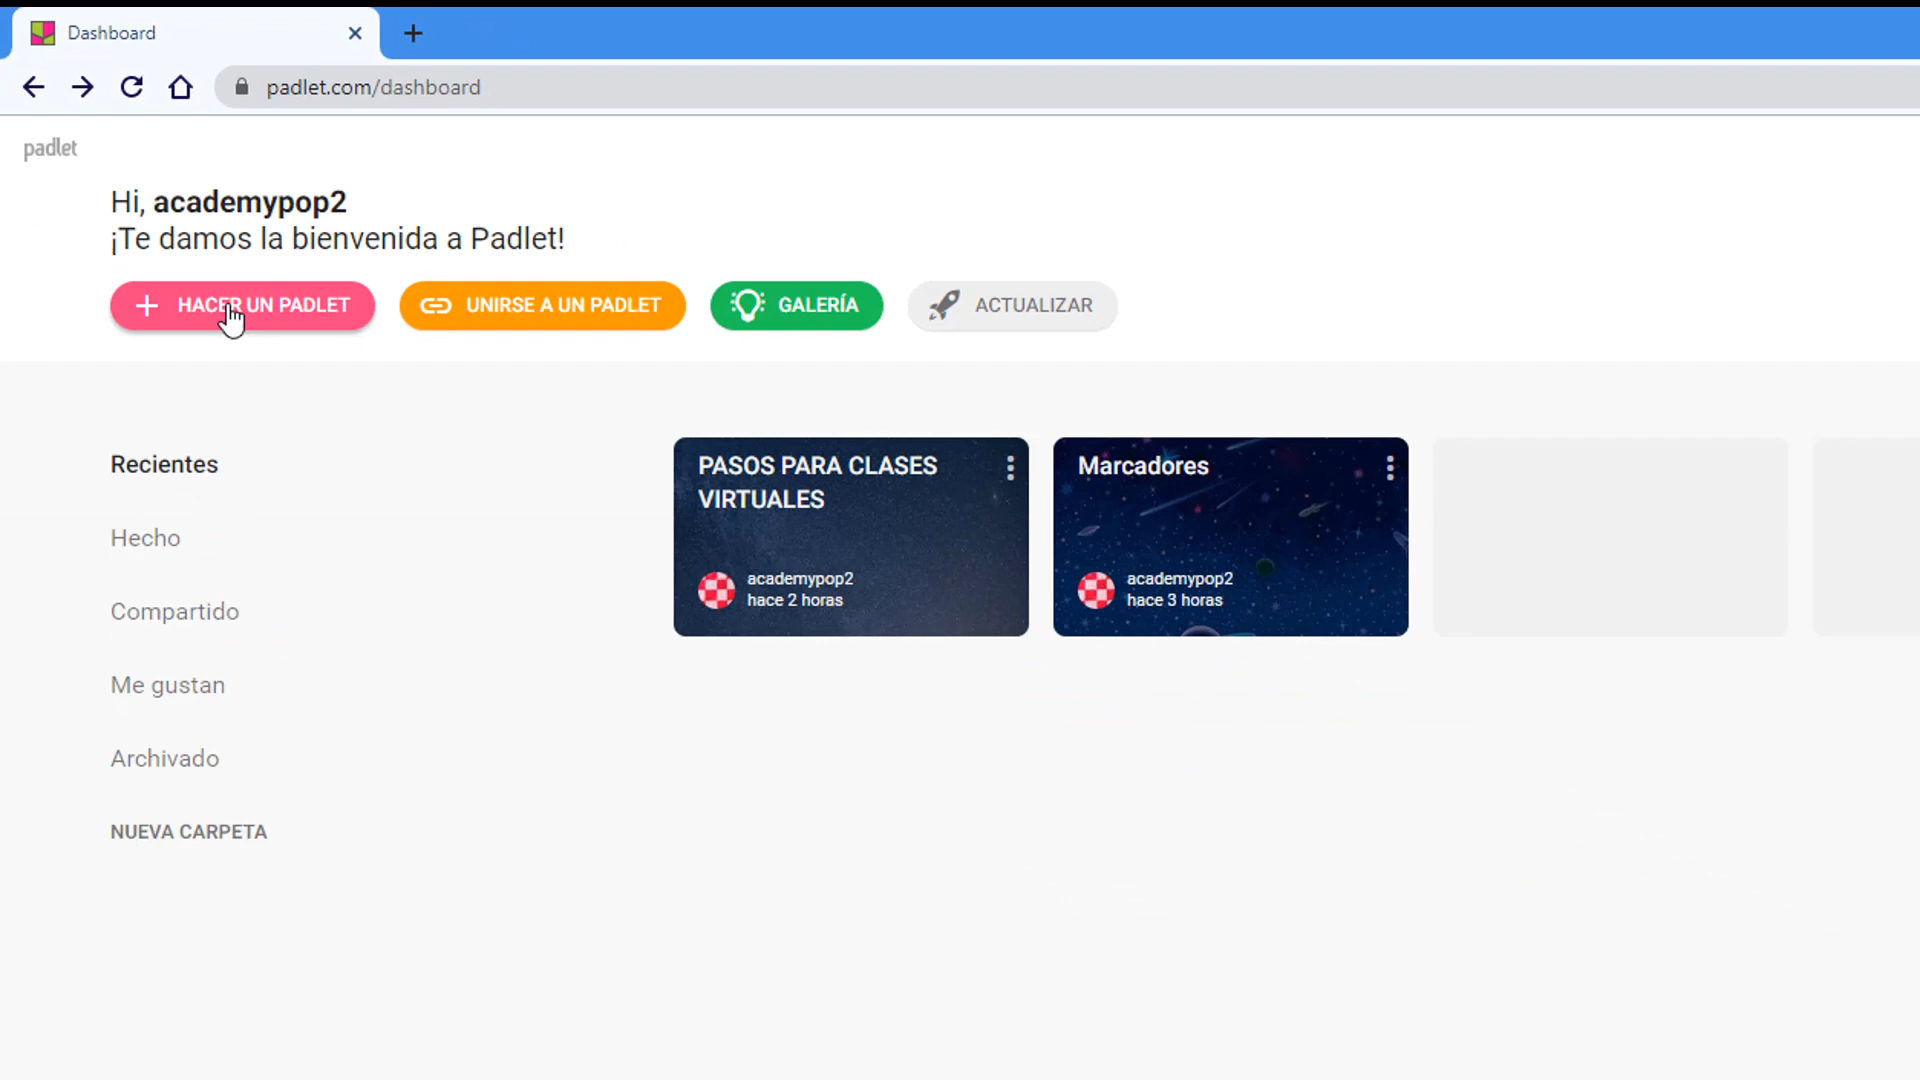 Dashboard
padlet.com/dashboard
padlet
Hi, academypop2
¡Te damos la bienvenida a Padlet!
HACER UN PADLET
UNIRSE A UN PADLET
GALERÍA
ACTUALIZAR
Recientes
Hecho
Compartido
Me gustan
Archivado
NUEVA CARPETA
PASOS PARA CLASES
VIRTUALES
academypop2
hace 2 horas
Marcadores
academypop2
hace 3 horas